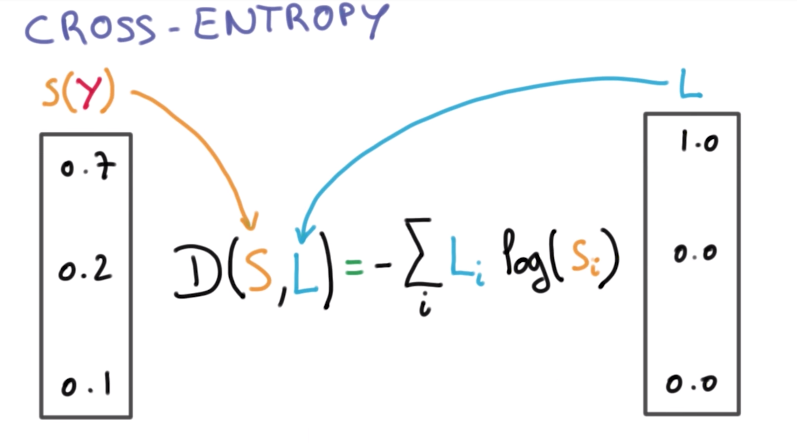 CROSS-ENTROPY
S(Y)
L
0.7
0.2
0.1
D(S,L) = -∑i Li log(Si)
1.0
0.0
0.0